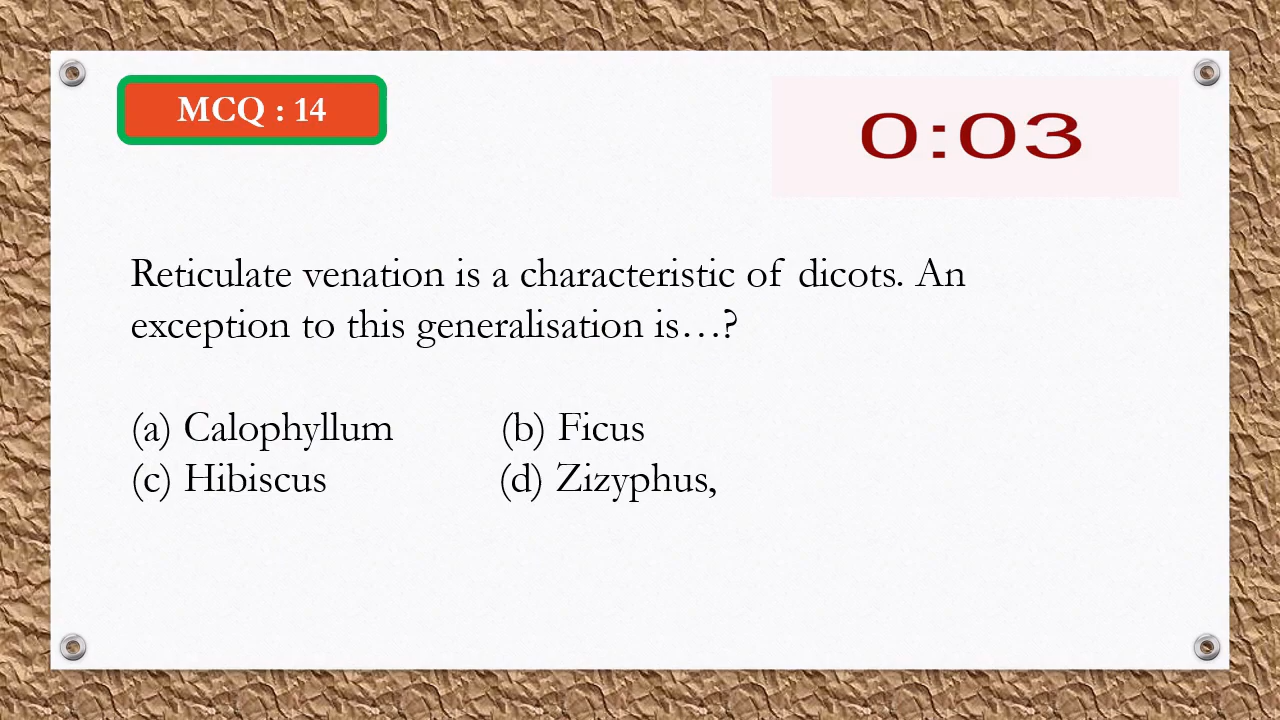 MCQ : 14
0:03
Reticulate venation is a characteristic of dicots. An
exception to this generalisation is…?
(a) Calophyllum (b) Ficus
(c) Hibiscus (d) Zizyphus,